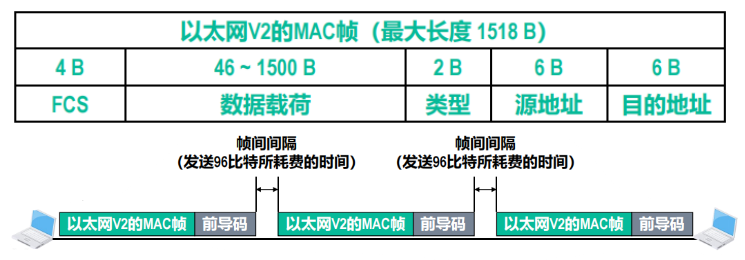 以太网V2的MAC帧（最大长度 1518 B）
4 B 46 ~ 1500 B 2 B 6 B 6 B
FCS 数据载荷 类型 源地址 目的地址
帧间间隔 帧间间隔
（发送96比特所耗费的时间） （发送96比特所耗费的时间）
以太网V2的MAC帧 前导码 以太网V2的MAC帧 前导码 以太网V2的MAC帧 前导码